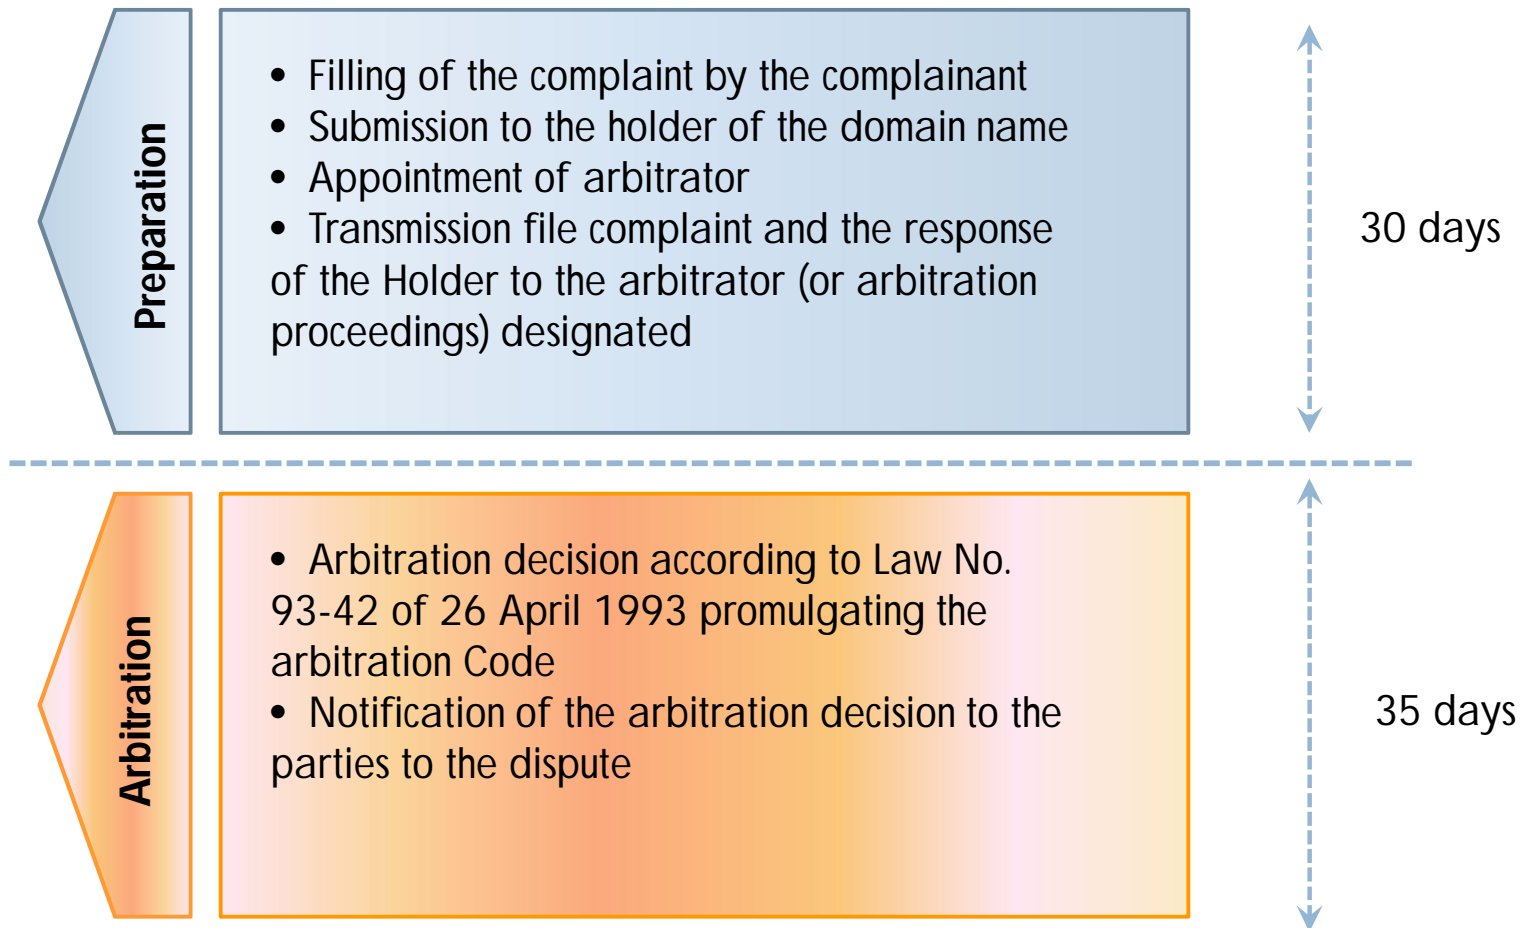 Preparation
• Filling of the complaint by the complainant
• Submission to the holder of the domain name
• Appointment of arbitrator
• Transmission file complaint and the response
of the Holder to the arbitrator (or arbitration
proceedings) designated
30 days
Arbitration
• Arbitration decision according to Law No.
93-42 of 26 April 1993 promulgating the
arbitration Code
• Notification of the arbitration decision to the
parties to the dispute
35 days